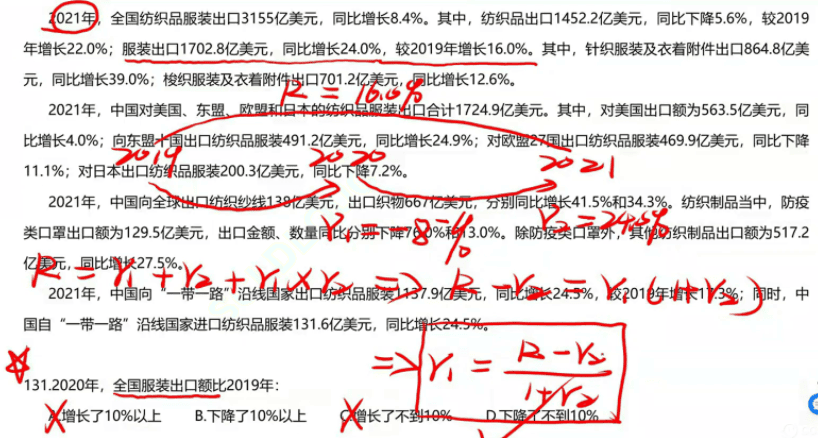 2021年，全国纺织品服装出口3155亿美元，同比增长8.4%。其中，纺织品出口1452.2亿美元，同比下降5.6%，较2019
年增长22.0%；服装出口1702.8亿美元，同比增长24.0%，较2019年增长16.0%。其中，针织服装及衣着附件出口864.8亿美
元，同比增长39.0%；梭织服装及衣着附件出口701.2亿美元，同比增长12.6%。
R = 16.0%
2021年，中国对美国、东盟、欧盟和日本的纺织品服装出口合计1724.9亿美元。其中，对美国出口额为563.5亿美元，同
比增长4.0%；向东盟十国出口纺织品服装491.2亿美元，同比增长24.9%；对欧盟27国出口纺织品服装469.9亿美元，同比下降
2019 2020 2021
11.1%；对日本出口纺织品服装200.3亿美元，同比下降7.2%。
2021年，中国向全球出口纺织纱线138亿美元，出口织物667亿美元，分别同比增长41.5%和34.3%。纺织制品当中，防疫
r₁ = -8-% r₂ = 24.0%
类口罩出口额为129.5亿美元，出口金额、数量同比分别下降76.0%和13.0%。除防疫类口罩外，其他纺织制品出口额为517.2
亿美元，同比增长27.5%。
R = r₁ + r₂ + r₁ × r₂ => R - r₂ = r₁(1+r₂)
2021年，中国向“一带一路”沿线国家出口纺织品服装1137.9亿美元，同比增长24.5%，较2019年增长17.3%；同时，中
国自“一带一路”沿线国家进口纺织品服装131.6亿美元，同比增长24.5%。
=> r₁ = (R - r₂)/(1+r₂)
131.2020年，全国服装出口额比2019年：
A.增长了10%以上 B.下降了10%以上 C.增长了不到10% D.下降了不到10%